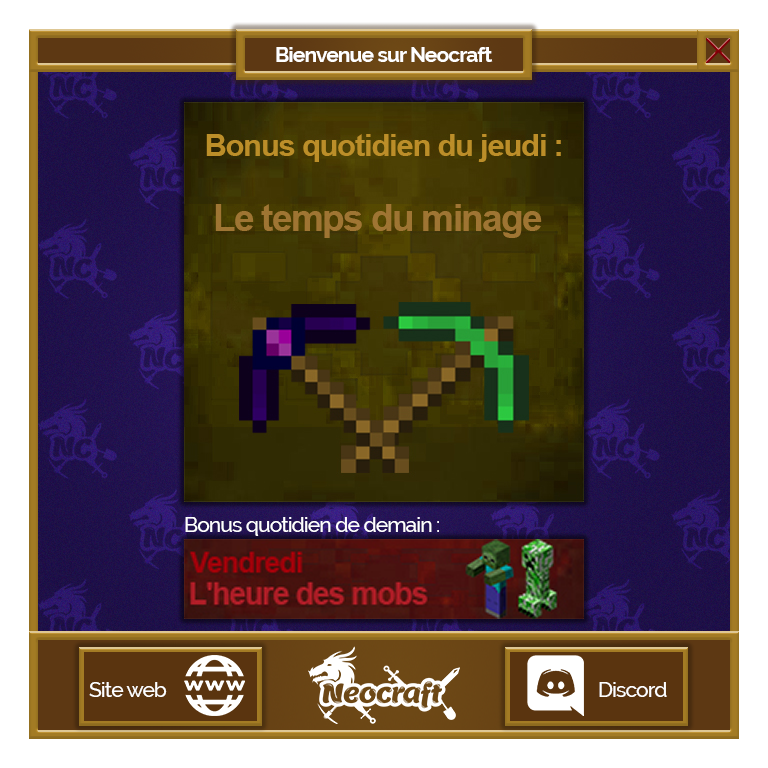 Bienvenue sur Neocraft
Bonus quotidien du jeudi :
Le temps du minage
Bonus quotidien de demain :
Vendredi
L'heure des mobs
Site web
WWW
Neocraft
Discord